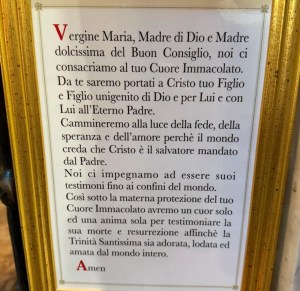 Vergine Maria, Madre di Dio e Madre
dolcissima del Buon Consiglio, noi ci
consacriamo al tuo Cuore Immacolato.
Da te saremo portati a Cristo tuo Figlio
e Figlio unigenito di Dio e per Lui e con
Lui all'Eterno Padre.
Cammineremo alla luce della fede, della
speranza e dell'amore perchè il mondo
creda che Cristo è il salvatore mandato
dal Padre.
Noi ci impegnamo ad essere suoi
testimoni fino ai confini del mondo.
Così sotto la materna protezione del tuo
Cuore Immacolato avremo un cuor solo
ed una anima sola per testimoniare la
sua morte e resurrezione affinchè la
Trinità Santissima sia adorata, lodata ed
amata dal mondo intero.
Amen